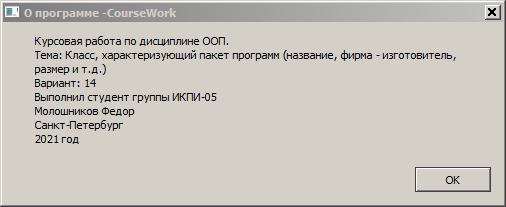 О программе -CourseWork
Курсовая работа по дисциплине ООП.
Тема: Класс, характеризующий пакет программ (название, фирма - изготовитель,
размер и т.д.)
Вариант: 14
Выполнил студент группы ИКПИ-05
Молошников Федор
Санкт-Петербург
2021 год
OK